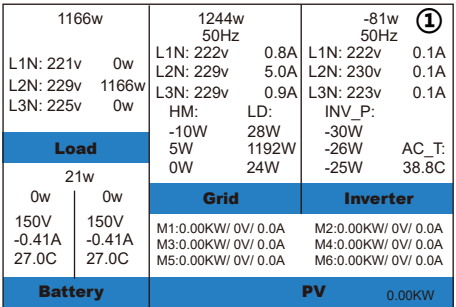 1166w
L1N: 221v 0w
L2N: 229v 1166w
L3N: 225v 0w
Load
1244w
50Hz
L1N: 222v 0.8A
L2N: 229v 5.0A
L3N: 229v 0.9A
HM: LD:
-10W 28W
5W 1192W
0W 24W
Grid
-81w ①
50Hz
L1N: 222v 0.1A
L2N: 230v 0.1A
L3N: 223v 0.1A
INV_P:
-30W
-26W AC_T:
-25W 38.8C
Inverter
21w
0w 0w
150V 150V
-0.41A -0.41A
27.0C 27.0C
Battery
M1:0.00KW/ 0V/ 0.0A M2:0.00KW/ 0V/ 0.0A
M3:0.00KW/ 0V/ 0.0A M4:0.00KW/ 0V/ 0.0A
M5:0.00KW/ 0V/ 0.0A M6:0.00KW/ 0V/ 0.0A
PV 0.00KW